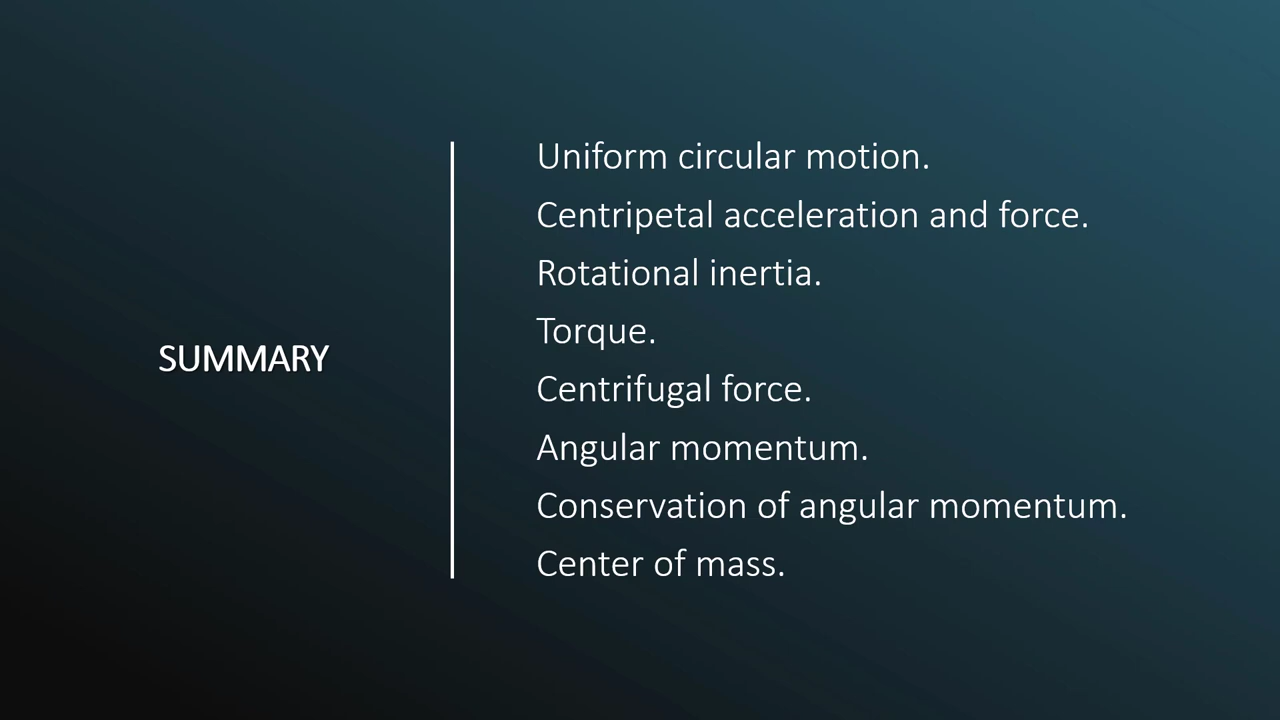 SUMMARY
Uniform circular motion.
Centripetal acceleration and force.
Rotational inertia.
Torque.
Centrifugal force.
Angular momentum.
Conservation of angular momentum.
Center of mass.